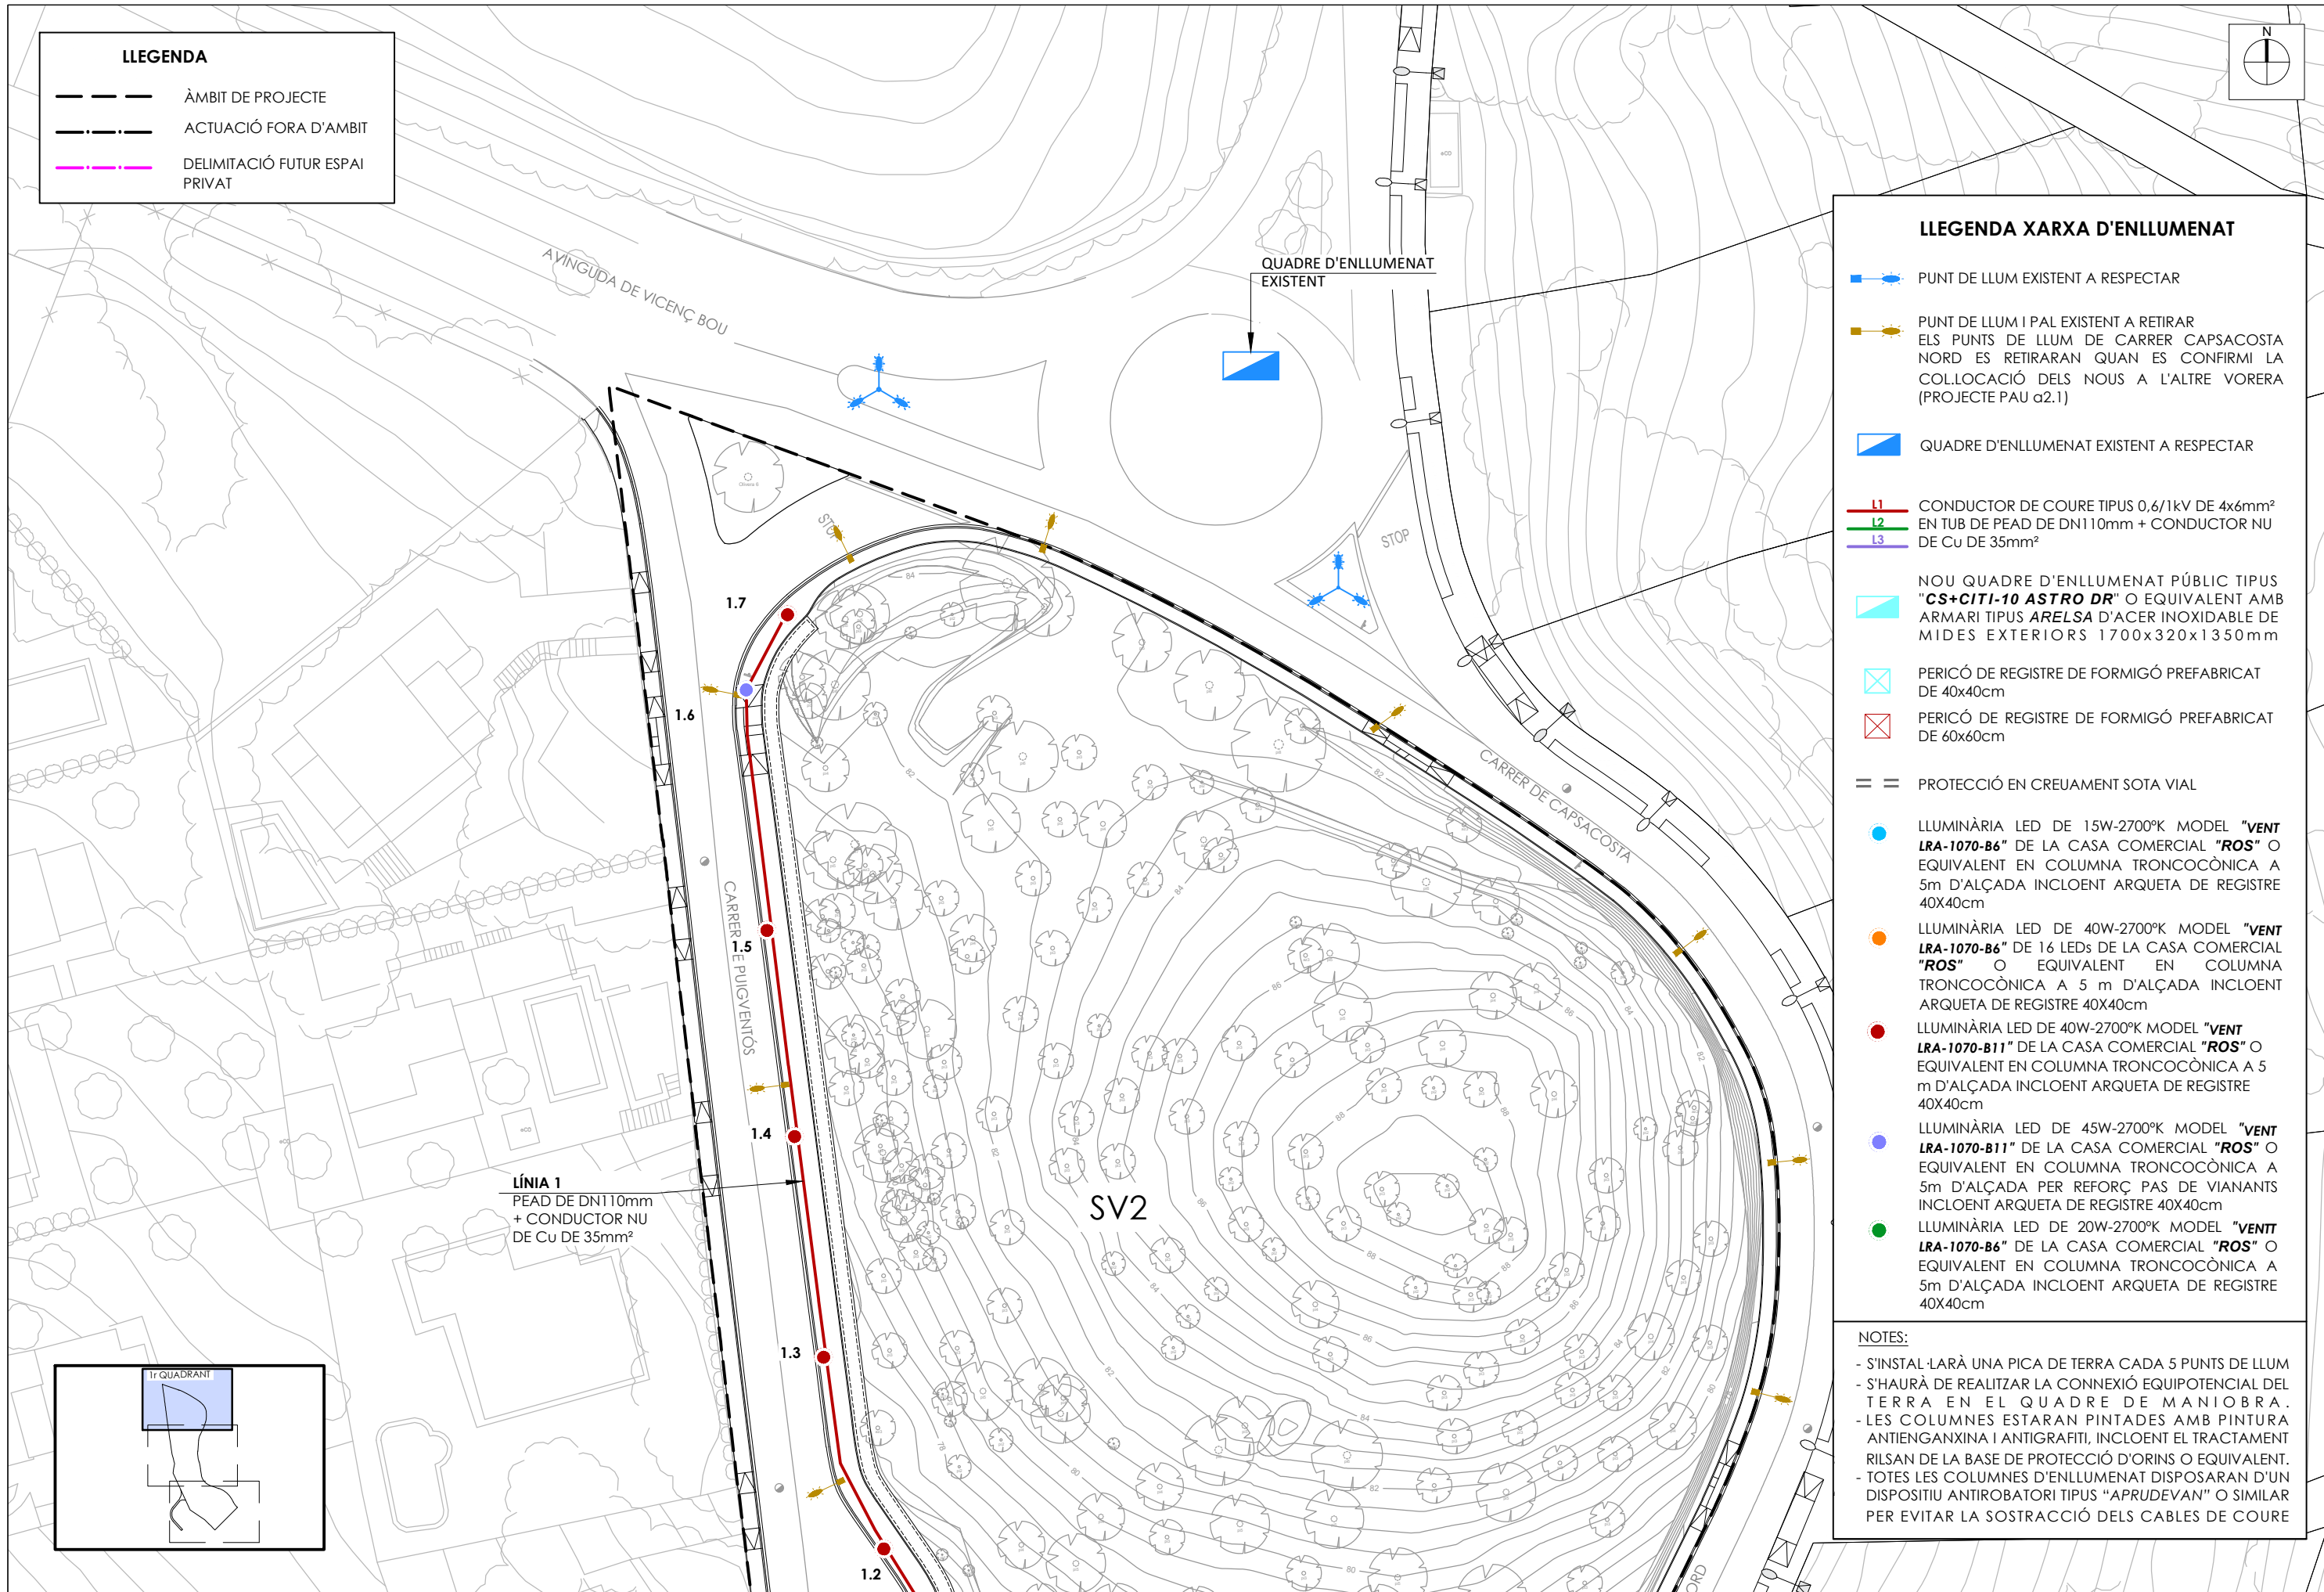 LLEGENDA
ÀMBIT DE PROJECTE
ACTUACIÓ FORA D'AMBIT
DELIMITACIÓ FUTUR ESPAI
PRIVAT
N
AVINGUDA DE VICENÇ BOU
QUADRE D'ENLLUMENAT
EXISTENT
STOP
STOP
CARRER DE CAPSACOSTA
CARRER DE PUIGVENTÓS
1.7
1.6
1.5
1.4
1.3
1.2
LÍNIA 1
PEAD DE DN110mm
+ CONDUCTOR NU
DE Cu DE 35mm²
SV2
1r QUADRANT
LLEGENDA XARXA D'ENLLUMENAT
PUNT DE LLUM EXISTENT A RESPECTAR
PUNT DE LLUM I PAL EXISTENT A RETIRAR
ELS PUNTS DE LLUM DE CARRER CAPSACOSTA
NORD ES RETIRARAN QUAN ES CONFIRMI LA
COL.LOCACIÓ DELS NOUS A L'ALTRE VORERA
(PROJECTE PAU α2.1)
QUADRE D'ENLLUMENAT EXISTENT A RESPECTAR
L1
L2
L3
CONDUCTOR DE COURE TIPUS 0,6/1kV DE 4x6mm²
EN TUB DE PEAD DE DN110mm + CONDUCTOR NU
DE Cu DE 35mm²
NOU QUADRE D'ENLLUMENAT PÚBLIC TIPUS
"CS+CITI-10 ASTRO DR" O EQUIVALENT AMB
ARMARI TIPUS ARELSA D'ACER INOXIDABLE DE
MIDES EXTERIORS 1700x320x1350mm
PERICÓ DE REGISTRE DE FORMIGÓ PREFABRICAT
DE 40x40cm
PERICÓ DE REGISTRE DE FORMIGÓ PREFABRICAT
DE 60x60cm
PROTECCIÓ EN CREUAMENT SOTA VIAL
LLUMINÀRIA LED DE 15W-2700ºK MODEL "VENT
LRA-1070-B6" DE LA CASA COMERCIAL "ROS" O
EQUIVALENT EN COLUMNA TRONCOCÒNICA A
5m D'ALÇADA INCLOENT ARQUETA DE REGISTRE
40X40cm
LLUMINÀRIA LED DE 40W-2700ºK MODEL "VENT
LRA-1070-B6" DE 16 LEDs DE LA CASA COMERCIAL
"ROS" O EQUIVALENT EN COLUMNA
TRONCOCÒNICA A 5 m D'ALÇADA INCLOENT
ARQUETA DE REGISTRE 40X40cm
LLUMINÀRIA LED DE 40W-2700ºK MODEL "VENT
LRA-1070-B11" DE LA CASA COMERCIAL "ROS" O
EQUIVALENT EN COLUMNA TRONCOCÒNICA A 5
m D'ALÇADA INCLOENT ARQUETA DE REGISTRE
40X40cm
LLUMINÀRIA LED DE 45W-2700ºK MODEL "VENT
LRA-1070-B11" DE LA CASA COMERCIAL "ROS" O
EQUIVALENT EN COLUMNA TRONCOCÒNICA A
5m D'ALÇADA PER REFORÇ PAS DE VIANANTS
INCLOENT ARQUETA DE REGISTRE 40X40cm
LLUMINÀRIA LED DE 20W-2700ºK MODEL "VENTT
LRA-1070-B6" DE LA CASA COMERCIAL "ROS" O
EQUIVALENT EN COLUMNA TRONCOCÒNICA A
5m D'ALÇADA INCLOENT ARQUETA DE REGISTRE
40X40cm
NOTES:
- S'INSTAL·LARÀ UNA PICA DE TERRA CADA 5 PUNTS DE LLUM
- S'HAURÀ DE REALITZAR LA CONNEXIÓ EQUIPOTENCIAL DEL
TERRA EN EL QUADRE DE MANIOBRA.
- LES COLUMNES ESTARAN PINTADES AMB PINTURA
ANTIENGANXINA I ANTIGRAFITI, INCLOENT EL TRACTAMENT
RILSAN DE LA BASE DE PROTECCIÓ D'ORINS O EQUIVALENT.
- TOTES LES COLUMNES D'ENLLUMENAT DISPOSARAN D'UN
DISPOSITIU ANTIROBATORI TIPUS “APRUDEVAN” O SIMILAR
PER EVITAR LA SOSTRACCIÓ DELS CABLES DE COURE